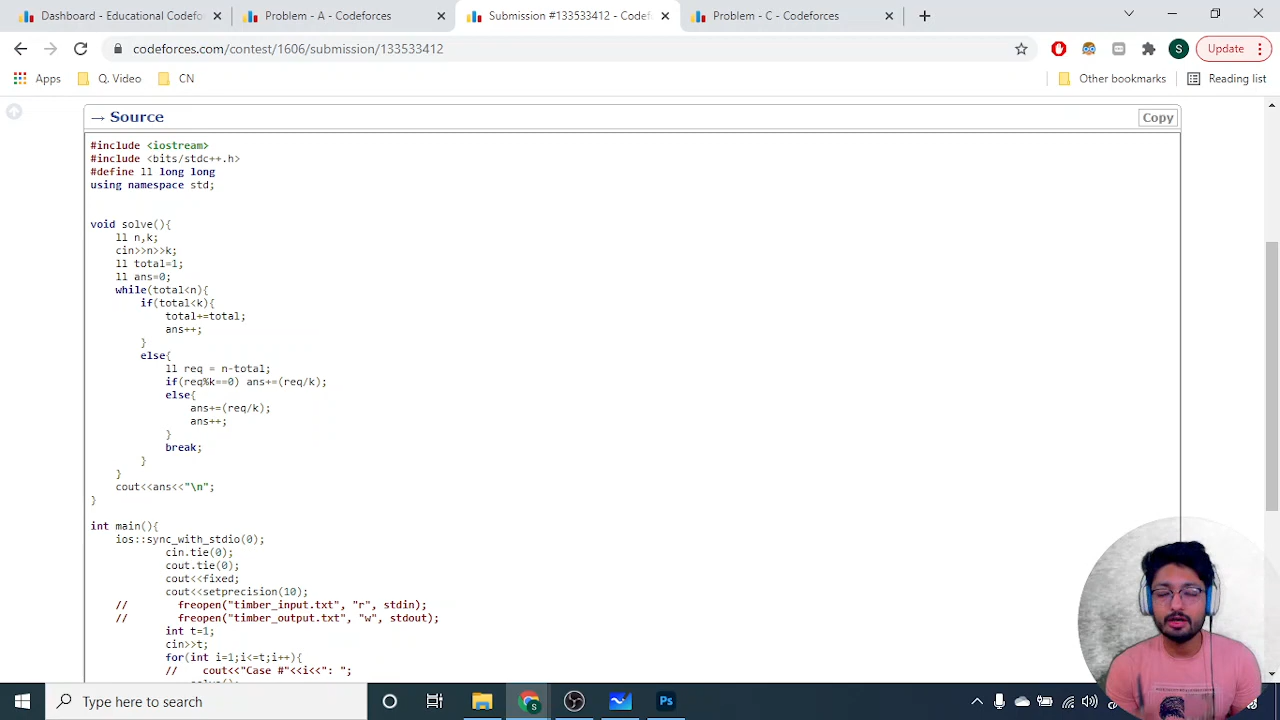 Dashboard - Educational Codefor
Problem - A - Codeforces
Submission #133533412 - Codef
Problem - C - Codeforces
codeforces.com/contest/1606/submission/133533412
S
Update
Apps
Q. Video
CN
Other bookmarks
Reading list
→ Source
Copy
#include <iostream>
#include <bits/stdc++.h>
#define ll long long
using namespace std;
void solve(){
ll n,k;
cin>>n>>k;
ll total=1;
ll ans=0;
while(total<n){
if(total<k){
total+=total;
ans++;
}
else{
ll req = n-total;
if(req%k==0) ans+=(req/k);
else{
ans+=(req/k);
ans++;
}
break;
}
}
cout<<ans<<"\n";
}
int main(){
ios::sync_with_stdio(0);
cin.tie(0);
cout.tie(0);
cout<<fixed;
cout<<setprecision(10);
// freopen("timber_input.txt", "r", stdin);
// freopen("timber_output.txt", "w", stdout);
int t=1;
cin>>t;
for(int i=1;i<=t;i++){
// cout<<"Case #"<<i<<": ";
solve();
Type here to search
S
Ps